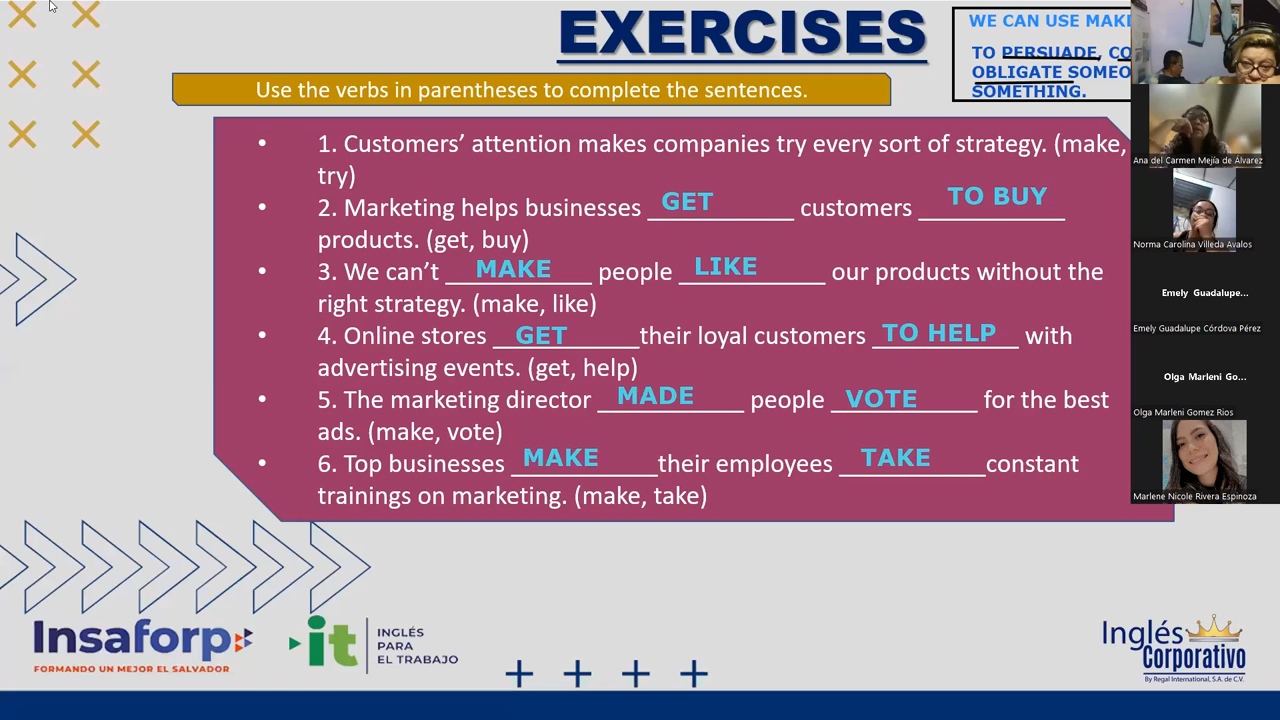 EXERCISES
WE CAN USE MAKE
TO PERSUADE, CO
OBLIGATE SOMEO
SOMETHING.
Use the verbs in parentheses to complete the sentences.
• 1. Customers’ attention makes companies try every sort of strategy. (make,
try)
• 2. Marketing helps businesses GET customers TO BUY
products. (get, buy)
• 3. We can’t MAKE people LIKE our products without the
right strategy. (make, like)
• 4. Online stores GET their loyal customers TO HELP with
advertising events. (get, help)
• 5. The marketing director MADE people VOTE for the best
ads. (make, vote)
• 6. Top businesses MAKE their employees TAKE constant
trainings on marketing. (make, take)
Ana del Carmen Mejía de Álvarez
Norma Carolina Villeda Avalos
Emely Guadalupe...
Emely Guadalupe Córdova Pérez
Olga Marleni Go...
Olga Marleni Gomez Rios
Marlene Nicole Rivera Espinoza
Insaforp
FORMANDO UN MEJOR EL SALVADOR
it
INGLÉS
PARA
EL TRABAJO
Inglés
Corporativo
By Regal International, S.A. de C.V.